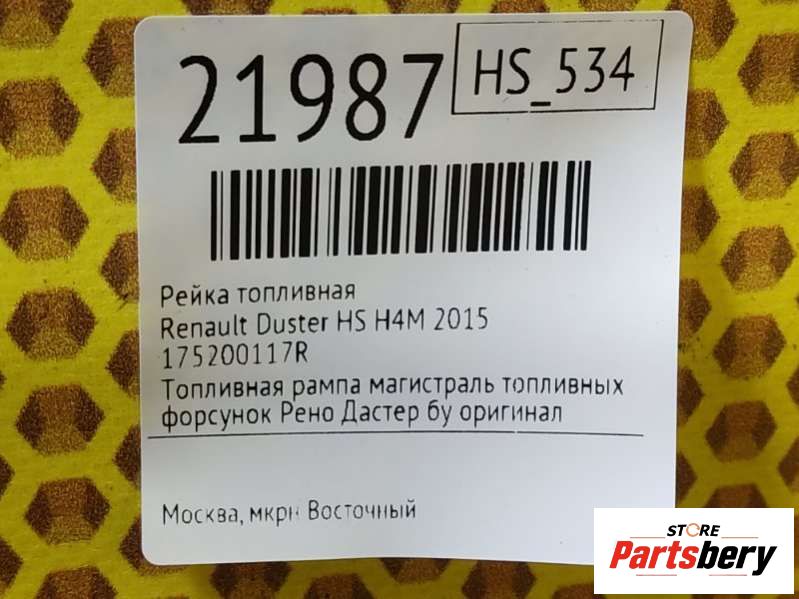 21987
HS_534
Рейка топливная
Renault Duster HS H4M 2015
175200117R
Топливная рампа магистраль топливных
форсунок Рено Дастер бу оригинал
Москва, мкрн Восточный
STORE
Partsbery